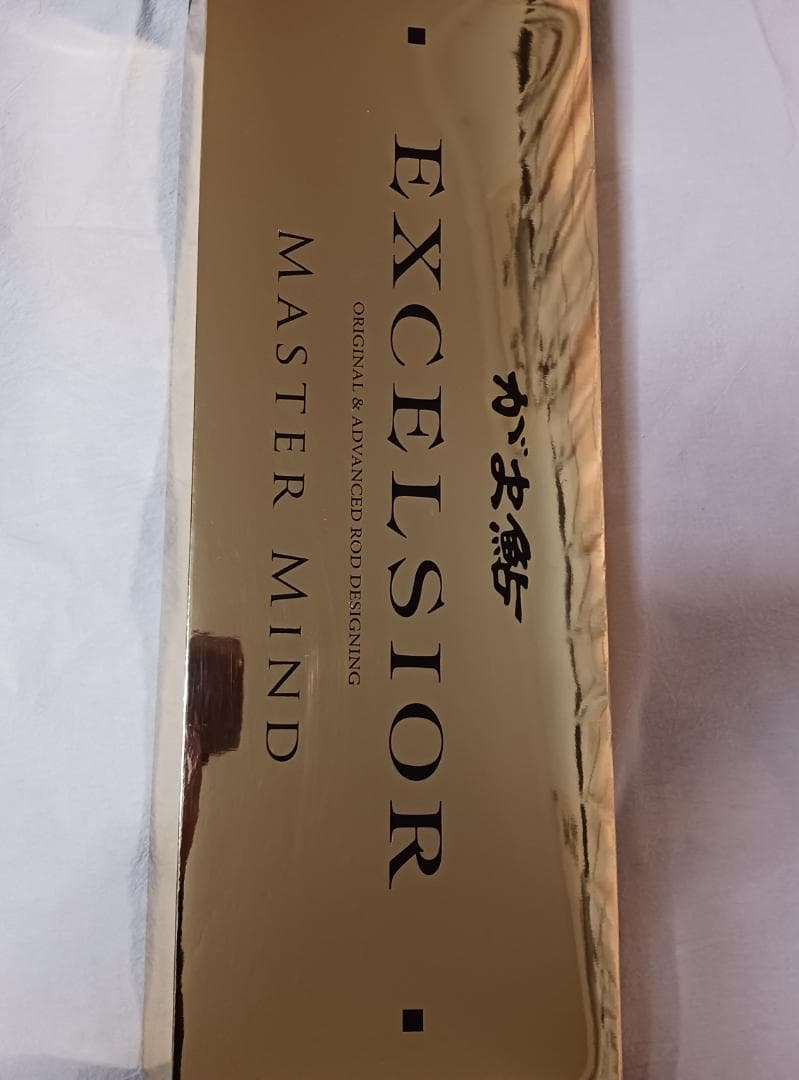 がま鮎
EXCELSIOR
ORIGINAL & ADVANCED ROD DESIGNING
MASTER MIND